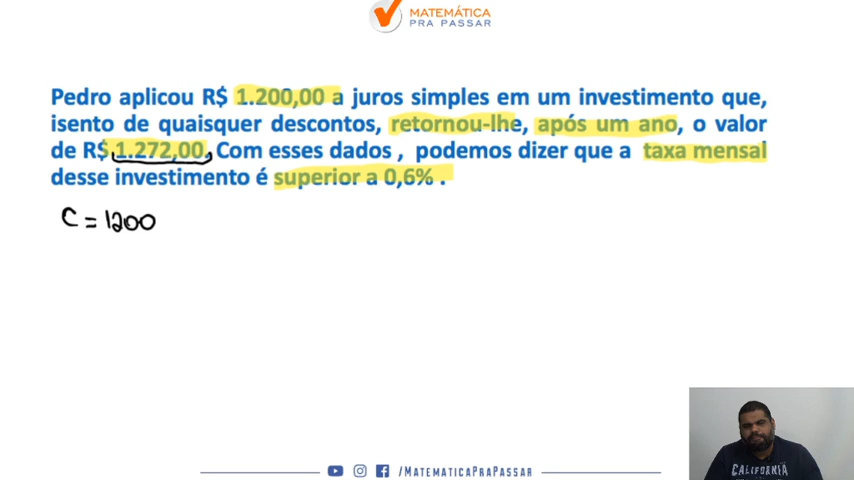 MATEMÁTICA
PRA PASSAR
Pedro aplicou R$ 1.200,00 a juros simples em um investimento que,
isento de quaisquer descontos, retornou-lhe, após um ano, o valor
de R$ 1.272,00. Com esses dados , podemos dizer que a taxa mensal
desse investimento é superior a 0,6% .
C = 1200
/MATEMATICAPRAPASSAR
CALIFORNIA